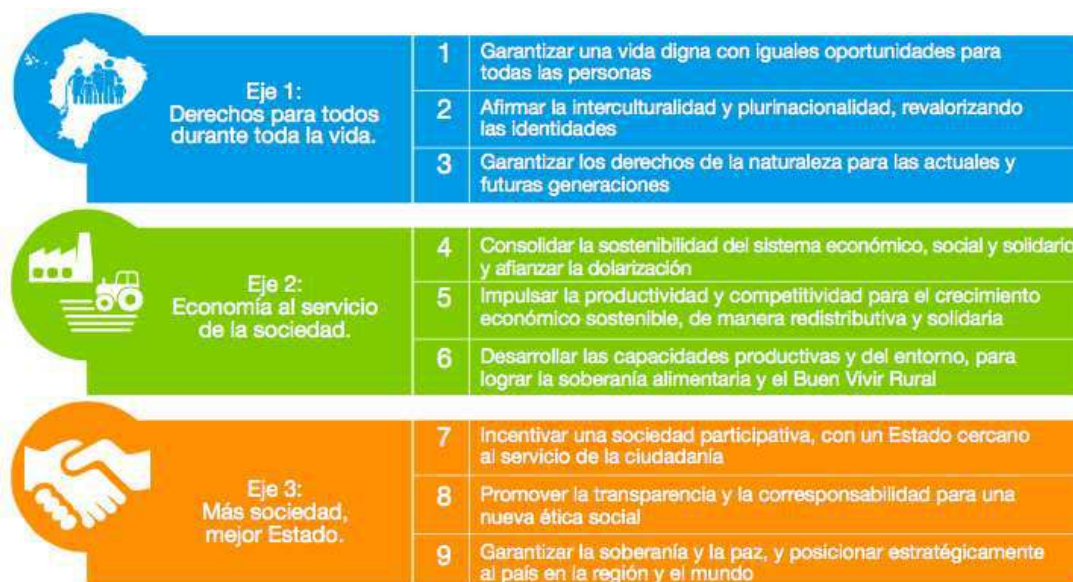 Eje 1:
Derechos para todos
durante toda la vida.
1 Garantizar una vida digna con iguales oportunidades para
todas las personas
2 Afirmar la interculturalidad y plurinacionalidad, revalorizando
las identidades
3 Garantizar los derechos de la naturaleza para las actuales y
futuras generaciones
Eje 2:
Economía al servicio
de la sociedad.
4 Consolidar la sostenibilidad del sistema económico, social y solidario
y afianzar la dolarización
5 Impulsar la productividad y competitividad para el crecimiento
económico sostenible, de manera redistributiva y solidaria
6 Desarrollar las capacidades productivas y del entorno, para
lograr la soberanía alimentaria y el Buen Vivir Rural
Eje 3:
Más sociedad,
mejor Estado.
7 Incentivar una sociedad participativa, con un Estado cercano
al servicio de la ciudadanía
8 Promover la transparencia y la corresponsabilidad para una
nueva ética social
9 Garantizar la soberanía y la paz, y posicionar estratégicamente
al país en la región y el mundo